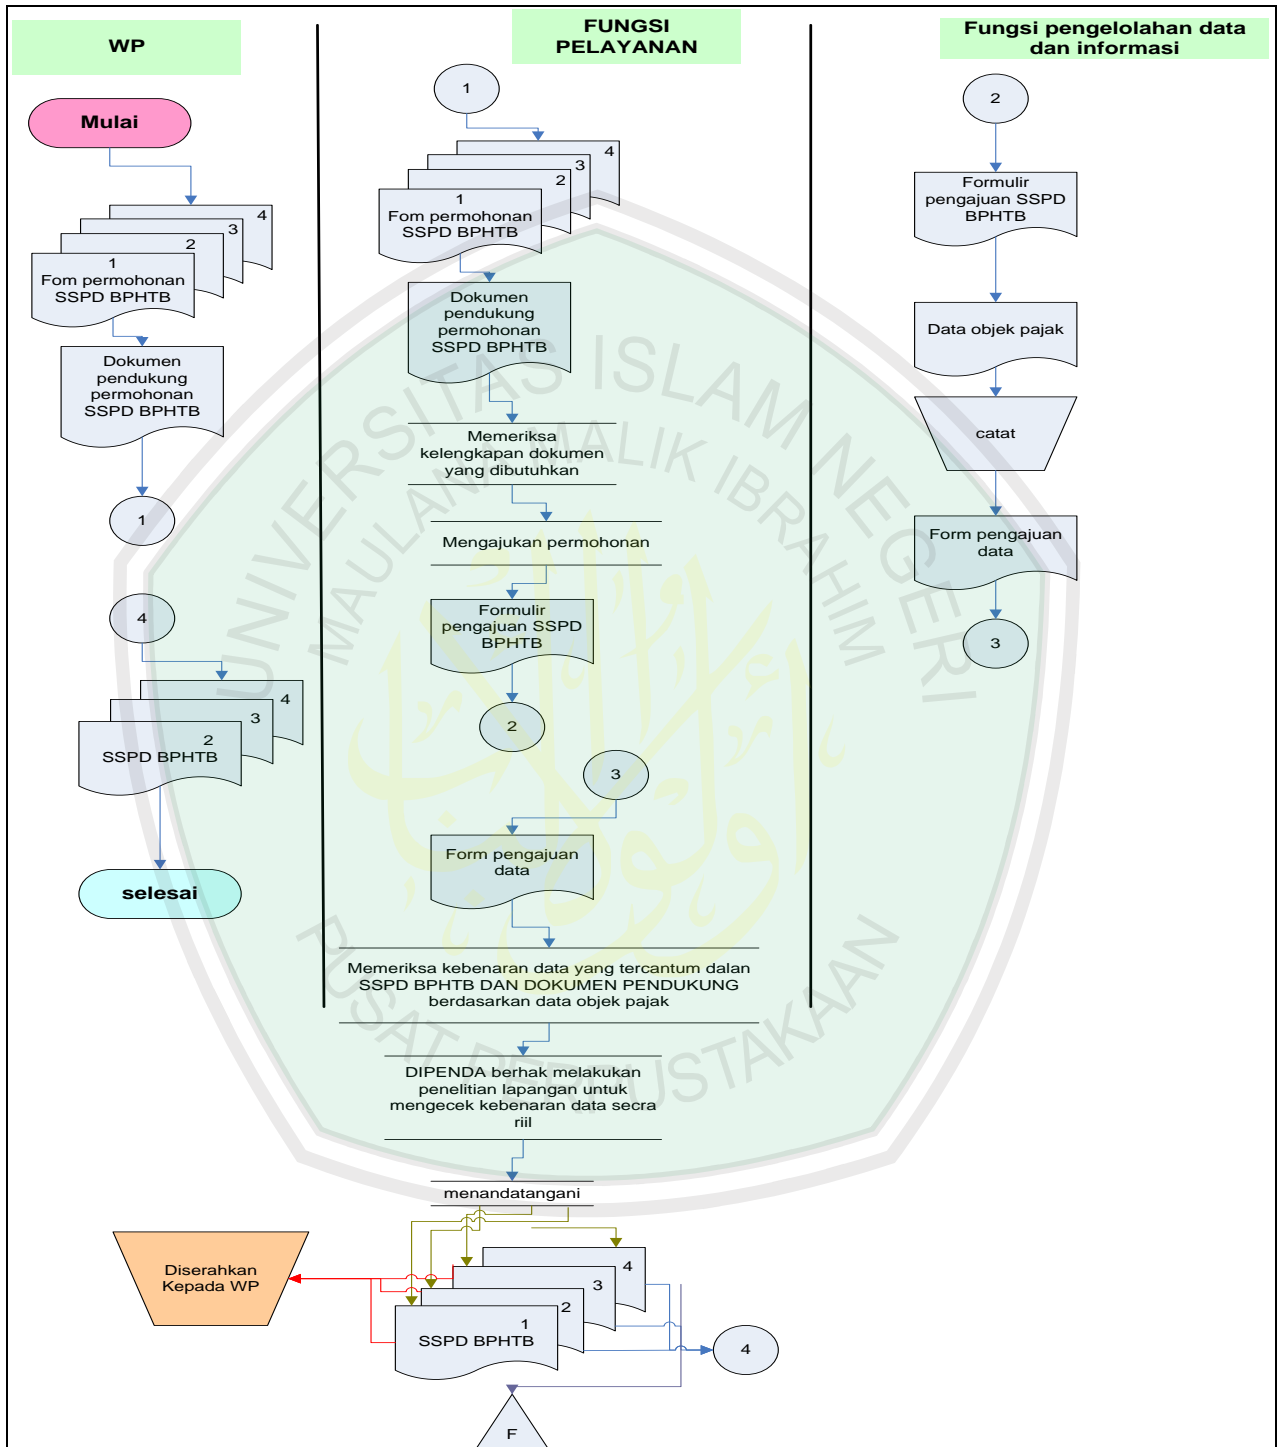 WP
Mulai
4
3
2
1
Fom permohonan
SSPD BPHTB
Dokumen
pendukung
permohonan
SSPD BPHTB
1
4
4
3
2
SSPD BPHTB
selesai
FUNGSI
PELAYANAN
1
4
3
2
1
Fom permohonan
SSPD BPHTB
Dokumen
pendukung
permohonan
SSPD BPHTB
Memeriksa
kelengkapan dokumen
yang dibutuhkan
Mengajukan permohonan
Formulir
pengajuan SSPD
BPHTB
2
3
Form pengajuan
data
Memeriksa kebenaran data yang tercantum dalan
SSPD BPHTB DAN DOKUMEN PENDUKUNG
berdasarkan data objek pajak
DIPENDA berhak melakukan
penelitian lapangan untuk
mengecek kebenaran data secra
riil
menandatangani
Diserahkan
Kepada WP
4
3
2
1
SSPD BPHTB
4
F
Fungsi pengelolahan data
dan informasi
2
Formulir
pengajuan SSPD
BPHTB
Data objek pajak
catat
Form pengajuan
data
3
UNIVERSITAS ISLAM NEGERI
MAULANA MALIK IBRAHIM
PUSAT PERPUSTAKAAN